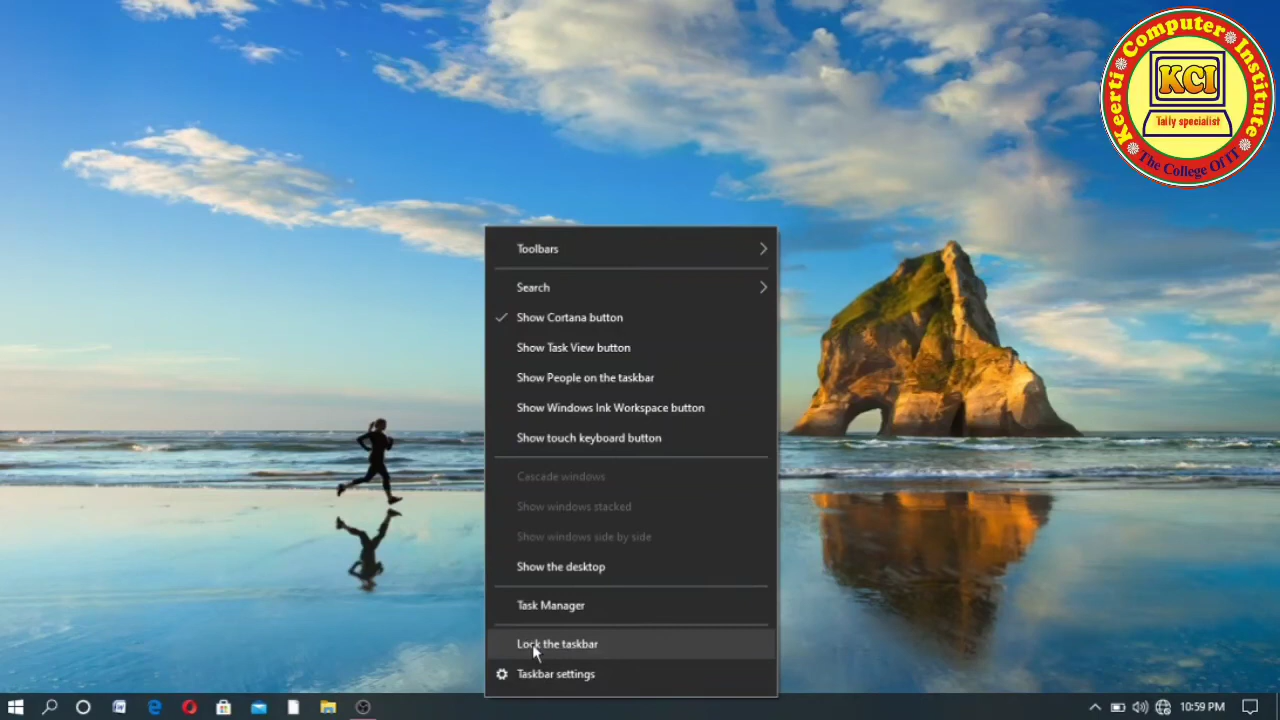 Keerti Computer Institute
KCI
Tally specialist
The College Of IT
Toolbars
Search
Show Cortana button
Show Task View button
Show People on the taskbar
Show Windows Ink Workspace button
Show touch keyboard button
Cascade windows
Show windows stacked
Show windows side by side
Show the desktop
Task Manager
Lock the taskbar
Taskbar settings
10:59 PM